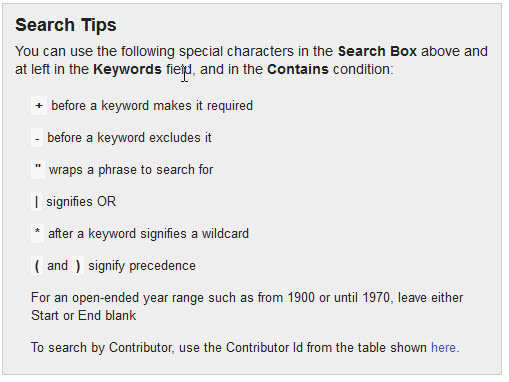 Search Tips
You can use the following special characters in the Search Box above and
at left in the Keywords field, and in the Contains condition:
+ before a keyword makes it required
- before a keyword excludes it
" wraps a phrase to search for
| signifies OR
* after a keyword signifies a wildcard
( and ) signify precedence
For an open-ended year range such as from 1900 or until 1970, leave either
Start or End blank
To search by Contributor, use the Contributor Id from the table shown here.